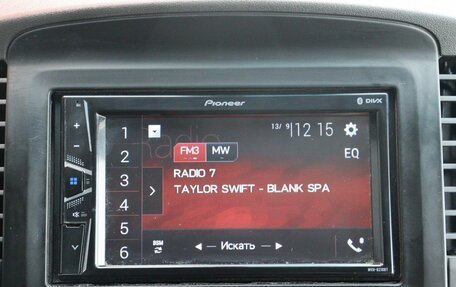 Pioneer
DIVX
1
2
3
4
5
6
13/ 9
12 15
FM3
MW
EQ
RADIO 7
TAYLOR SWIFT - BLANK SPA
BSM
Искать